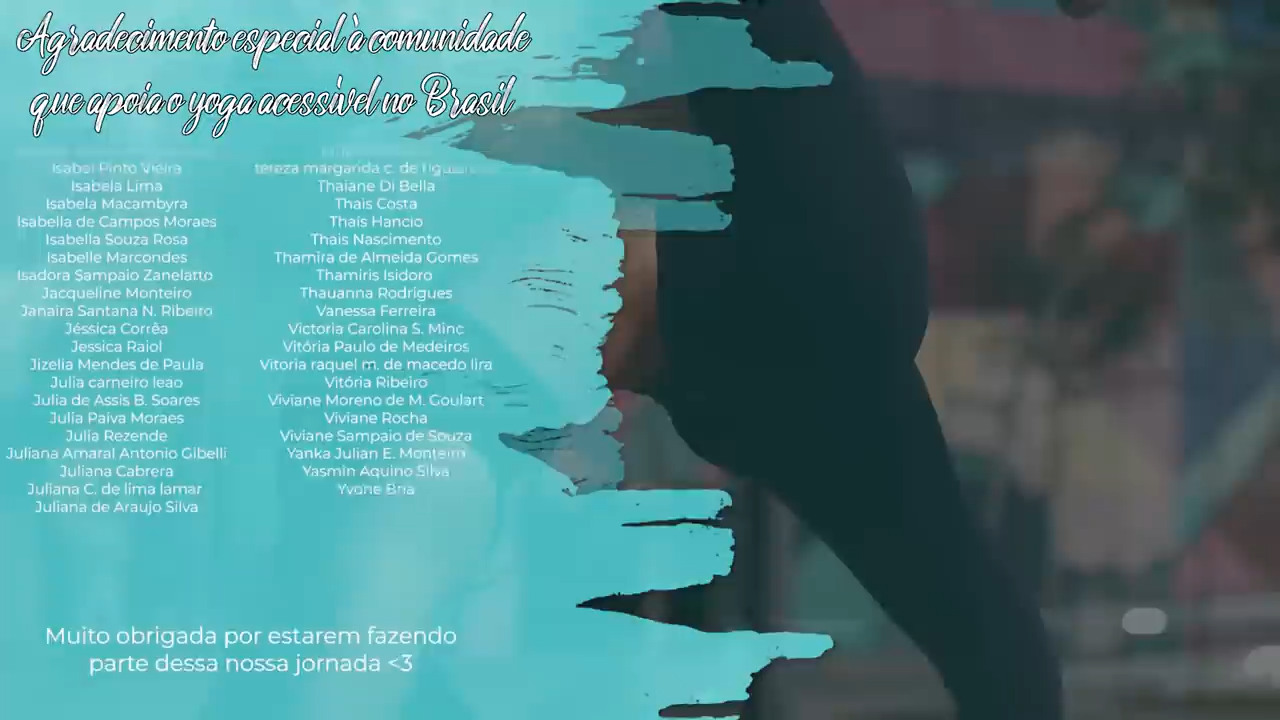 Agradecimento especial à comunidade
que apoia o yoga acessível no Brasil
Isabel Pinto Vieira
Isabela Lima
Isabela Macambyra
Isabella de Campos Moraes
Isabella Souza Rosa
Isabelle Marcondes
Isadora Sampaio Zanelatto
Jacqueline Monteiro
Janaira Santana N. Ribeiro
Jéssica Corrêa
Jessica Raiol
Jizelia Mendes de Paula
Julia carneiro leao
Julia de Assis B. Soares
Julia Paiva Moraes
Julia Rezende
Juliana Amaral Antonio Gibelli
Juliana Cabrera
Juliana C. de lima lamar
Juliana de Araujo Silva
tereza margarida c. de
Thaiane Di Bella
Thais Costa
Thais Hancio
Thais Nascimento
Thamira de Almeida Gomes
Thamiris Isidoro
Thauanna Rodrigues
Vanessa Ferreira
Victoria Carolina S. Minc
Vitória Paulo de Medeiros
Vitoria raquel m. de macedo lira
Vitória Ribeiro
Viviane Moreno de M. Goulart
Viviane Rocha
Viviane Sampaio de Souza
Yanka Julian E. Monteiro
Yasmin Aquino Silva
Yvone Bria
Muito obrigada por estarem fazendo
parte dessa nossa jornada <3